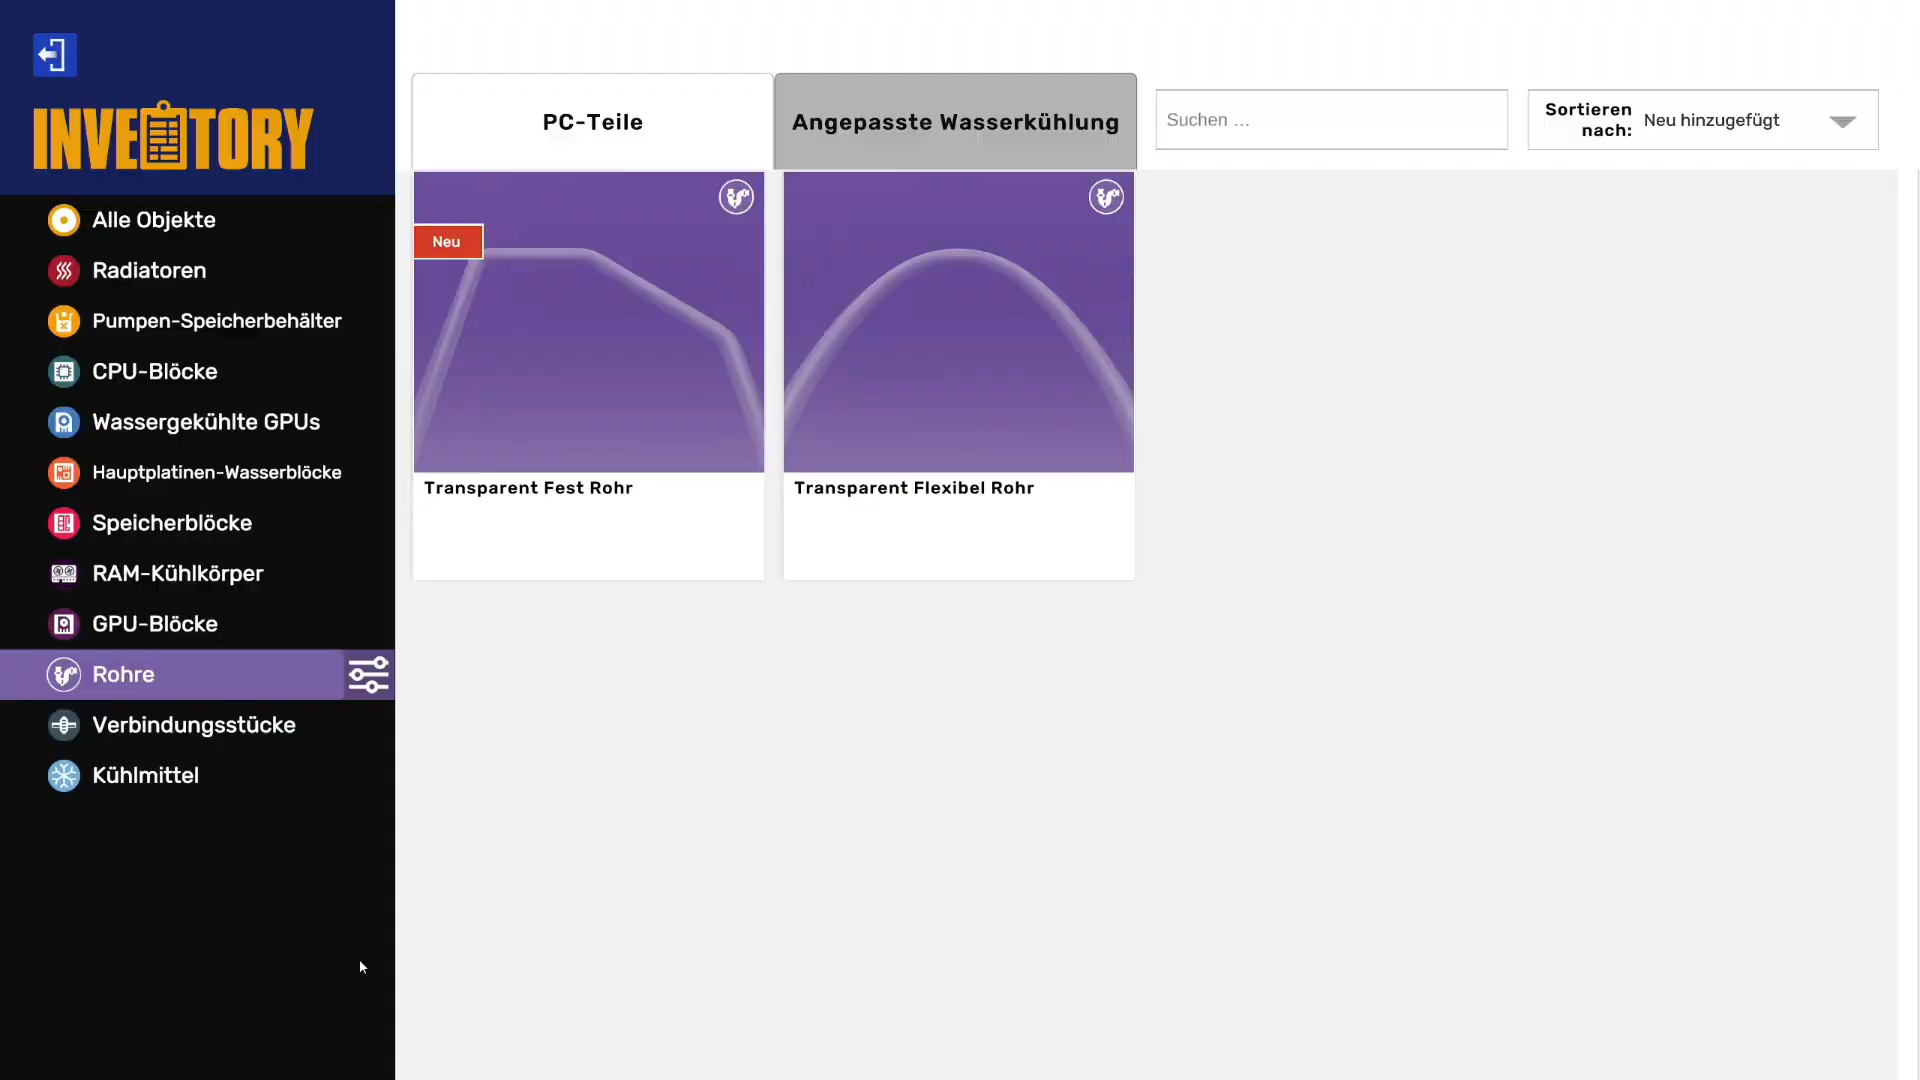 INVENTORY
Alle Objekte
Radiatoren
Pumpen-Speicherbehälter
CPU-Blöcke
Wassergekühlte GPUs
Hauptplatinen-Wasserblöcke
Speicherblöcke
RAM-Kühlkörper
GPU-Blöcke
Rohre
Verbindungsstücke
Kühlmittel
PC-Teile
Angepasste Wasserkühlung
Suchen ...
Sortieren
nach:
Neu hinzugefügt
Neu
Transparent Fest Rohr
Transparent Flexibel Rohr